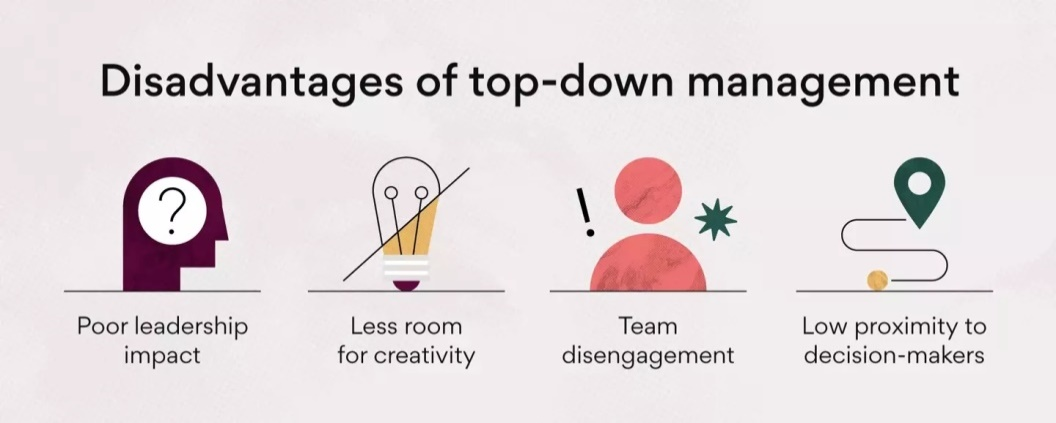 Disadvantages of top-down management
?
!
Poor leadership
impact
Less room
for creativity
Team
disengagement
Low proximity to
decision-makers